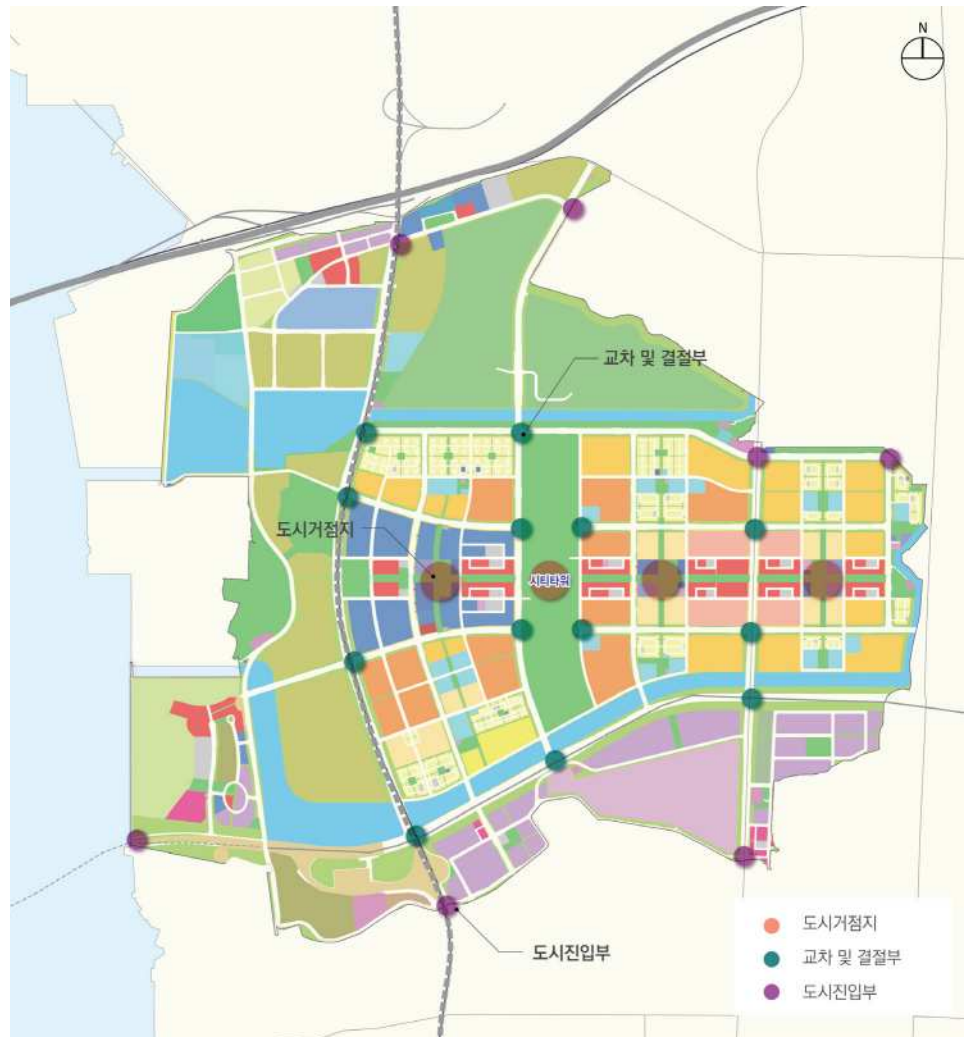 N
교차 및 결절부
도시거점지
시티타워
도시진입부
도시거점지
교차 및 결절부
도시진입부